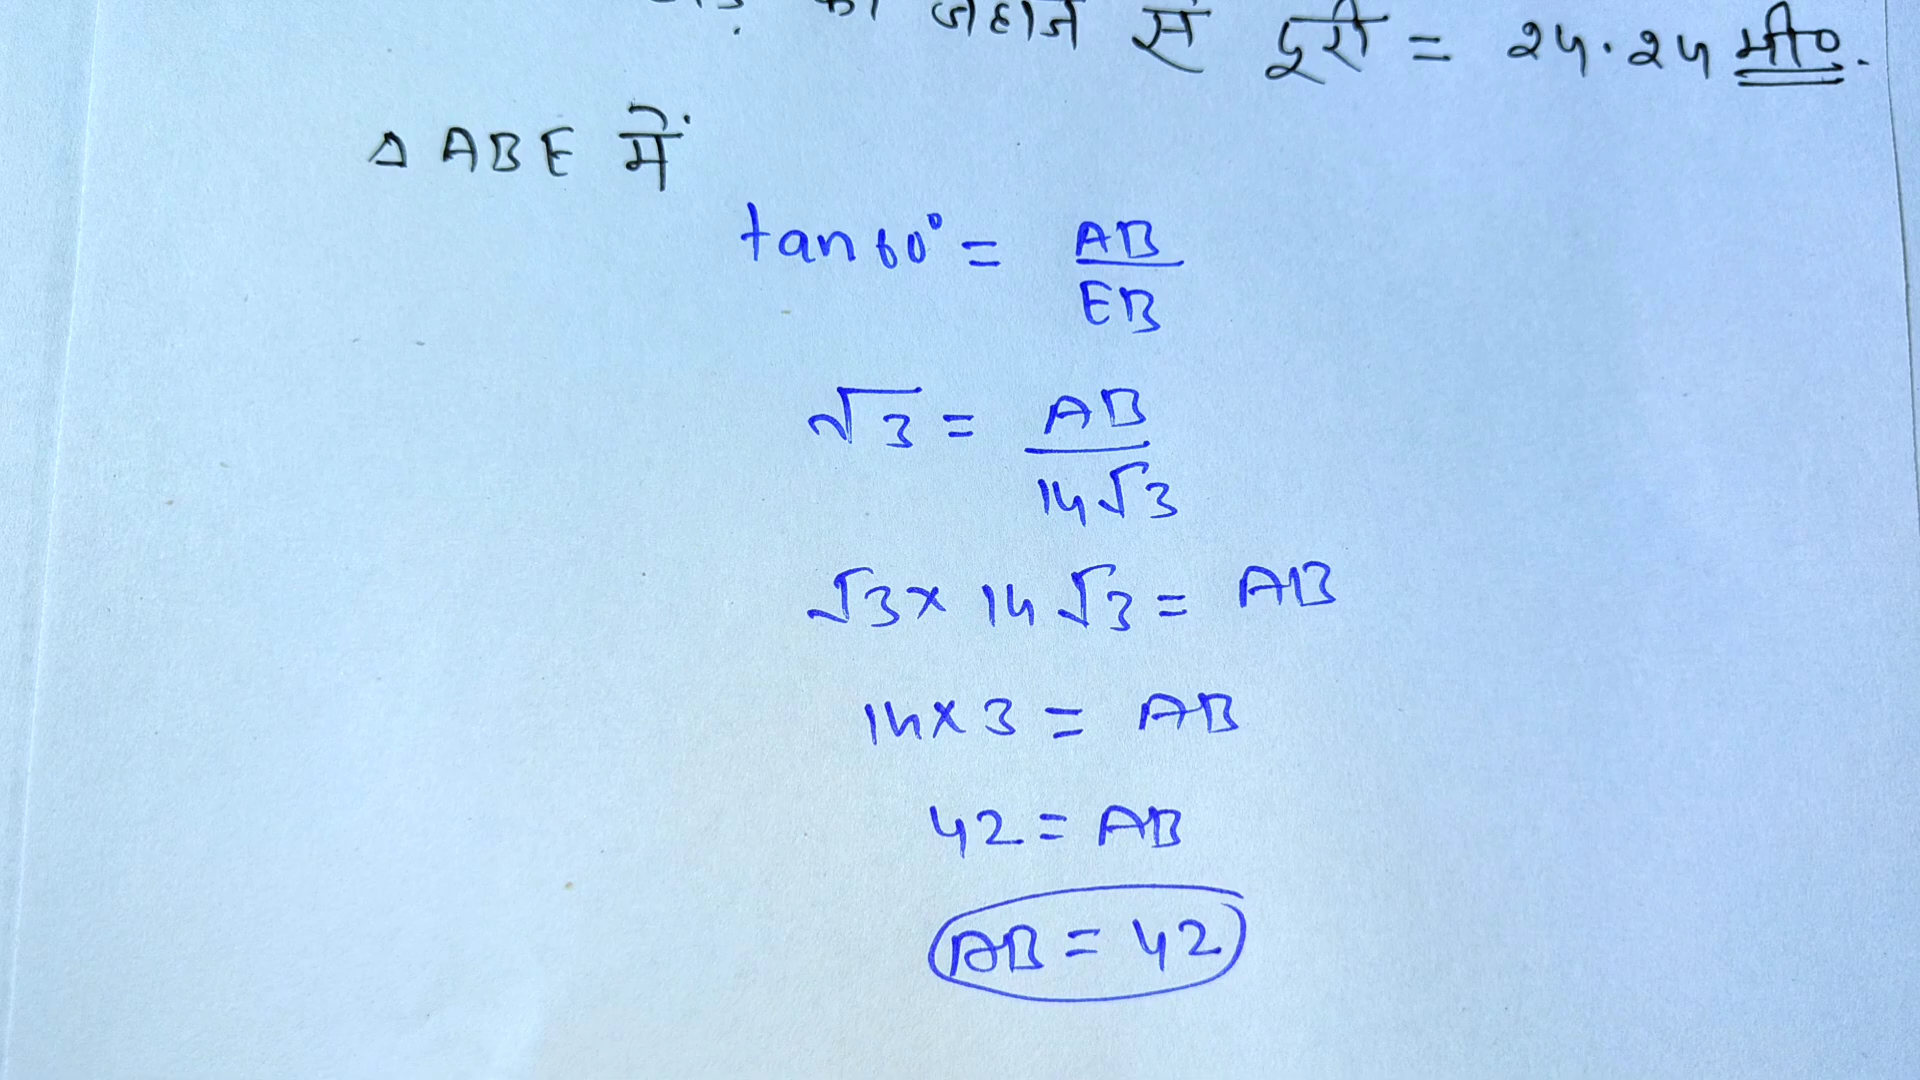 की जहाज से दूरी = 24.24 मी०.
Δ ABE में
tan 60° = AB / EB
√3 = AB / 14√3
√3 × 14√3 = AB
14 × 3 = AB
42 = AB
AB = 42